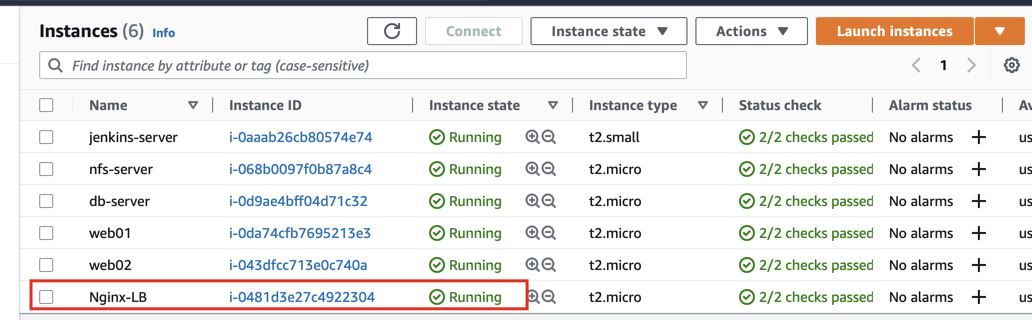 Instances (6) Info Connect Instance state Actions Launch instances
Find instance by attribute or tag (case-sensitive) 1
Name Instance ID Instance state Instance type Status check Alarm status Av
jenkins-server i-0aaab26cb80574e74 Running t2.small 2/2 checks passed No alarms + us
nfs-server i-068b0097f0b87a8c4 Running t2.micro 2/2 checks passed No alarms + us
db-server i-0d9ae4bff04d71c32 Running t2.micro 2/2 checks passed No alarms + us
web01 i-0da74cfb7695213e3 Running t2.micro 2/2 checks passed No alarms + us
web02 i-043dfcc713e0c740a Running t2.micro 2/2 checks passed No alarms + us
Nginx-LB i-0481d3e27c4922304 Running t2.micro 2/2 checks passed No alarms + us